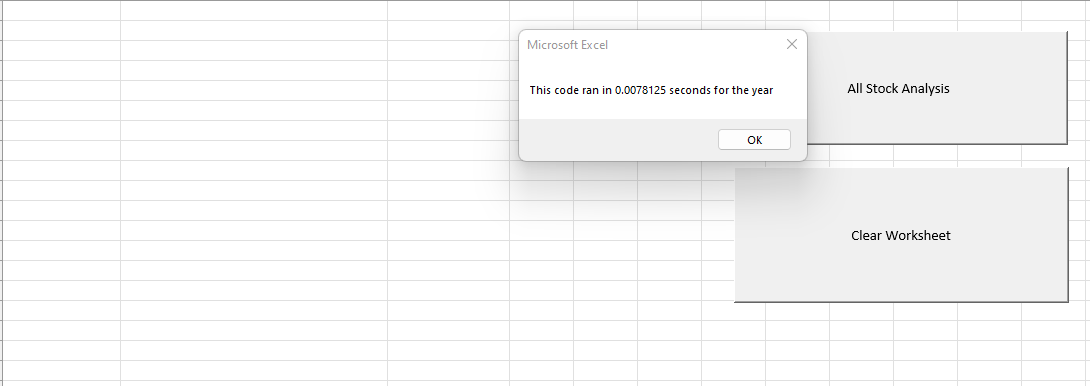 Microsoft Excel
This code ran in 0.0078125 seconds for the year
OK
All Stock Analysis
Clear Worksheet